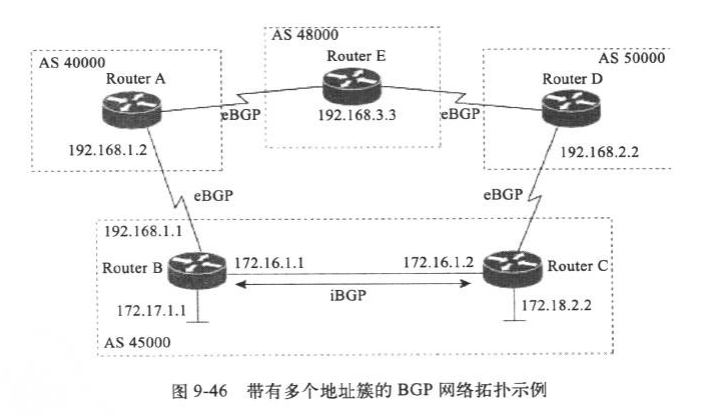 AS 48000
AS 40000
Router E
AS 50000
Router A
Router D
eBGP
eBGP
192.168.3.3
192.168.1.2
192.168.2.2
eBGP
eBGP
192.168.1.1
Router B
172.16.1.1
172.16.1.2
Router C
iBGP
172.17.1.1
172.18.2.2
AS 45000
图 9-46 带有多个地址簇的 BGP 网络拓扑示例